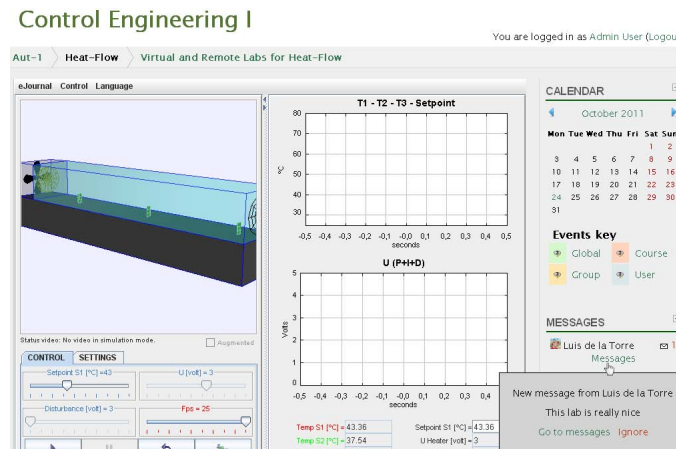 Control Engineering I
You are logged in as Admin User (Logou
Aut-1 Heat-Flow Virtual and Remote Labs for Heat-Flow
eJournal Control Language
T1 - T2 - T3 - Setpoint
80
70
60
50
40
30
ºC
-0,5 -0,4 -0,3 -0,2 -0,1 -0,0 0,1 0,2 0,3 0,4 0,5
seconds
U (P+I+D)
5
4
3
2
1
0
Volts
-0,5 -0,4 -0,3 -0,2 -0,1 -0,0 0,1 0,2 0,3 0,4 0,5
seconds
Status video: No video in simulation mode.
Augmented
CONTROL SETTINGS
Setpoint S1 [ºC] =43 U [volt] = 3
Disturbance [volt] = 3 Fps = 25
Temp S1 [ºC] = 43.36 Setpoint S1 [ºC] = 43.36
Temp S2 [ºC] = 37.54 U Heater [volt] = 3
CALENDAR
October 2011
Mon Tue Wed Thu Fri Sat Sun
1 2
3 4 5 6 7 8 9
10 11 12 13 14 15 16
17 18 19 20 21 22 23
24 25 26 27 28 29 30
31
Events key
Global Course
Group User
MESSAGES
Luis de la Torre 1
Messages
New message from Luis de la Torre
This lab is really nice
Go to messages Ignore